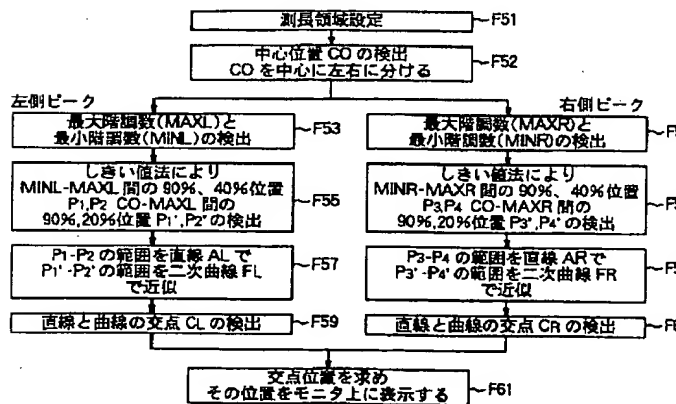 測長領域設定
F51
中心位置 CO の検出
CO を中心に左右に分ける
F52
左側ピーク
最大階調数(MAXL)と
最小階調数(MINL)の検出
F53
しきい値法により
MINL-MAXL 間の 90%、40%位置
P1,P2 CO-MAXL 間の
90%,20%位置 P1',P2'の検出
F55
P1-P2 の範囲を直線 AL で
P1'-P2'の範囲を二次曲線 FL
で近似
F57
直線と曲線の交点 CL の検出
F59
右側ピーク
最大階調数(MAXR)と
最小階調数(MINR)の検出
しきい値法により
MINR-MAXR 間の 90%、40%位置
P3,P4 CO-MAXR 間の
90%,20%位置 P3',P4'の検出
P3-P4 の範囲を直線 AR で
P3'-P4'の範囲を二次曲線 FR
で近似
直線と曲線の交点 CR の検出
交点位置を求め
その位置をモニタ上に表示する
F61